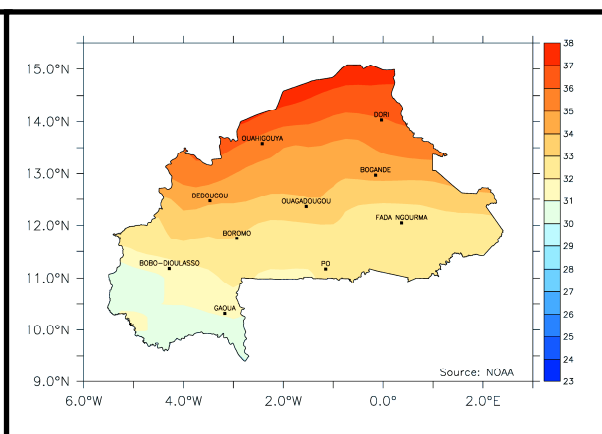 15.0°N
14.0°N
13.0°N
12.0°N
11.0°N
10.0°N
9.0°N
6.0°W 4.0°W 2.0°W 0.0° 2.0°E
DORI
OUAHIGOUYA
BOGANDE
DEDOUGOU
OUAGADOUGOU
FADA NGOURMA
BOROMO
BOBO-DIOULASSO
PO
GAOUA
Source: NOAA
38
37
36
35
34
33
32
31
30
29
28
27
26
25
24
23